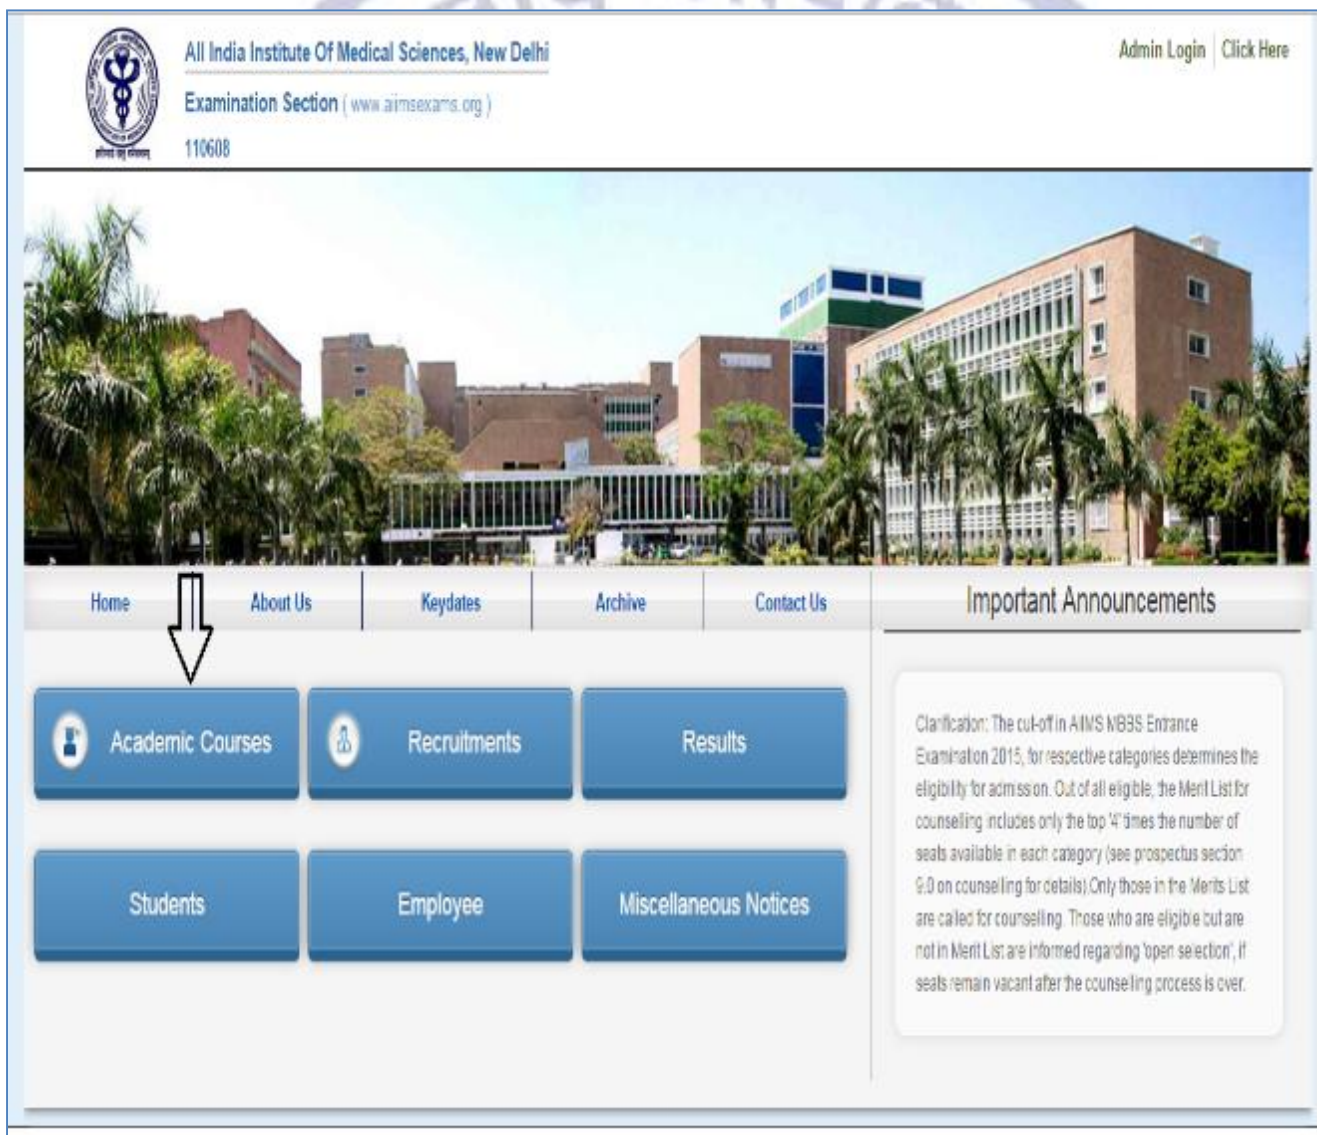 All India Institute Of Medical Sciences, New Delhi
Admin Login Click Here
Examination Section ( www.aiimsexams.org )
110608
Home About Us Keydates Archive Contact Us Important Announcements
Academic Courses Recruitments Results
Students Employee Miscellaneous Notices
Clarification: The cut-off in AIIMS MBBS Entrance
Examination 2015, for respective categories determines the
eligibility for admission. Out of all eligible, the Merit List for
counselling includes only the top '4' times the number of
seats available in each category (see prospectus section
9.0 on counselling for details).Only those in the Merits List
are called for counselling. Those who are eligible but are
not in Merit List are informed regarding 'open selection', if
seats remain vacant after the counselling process is over.